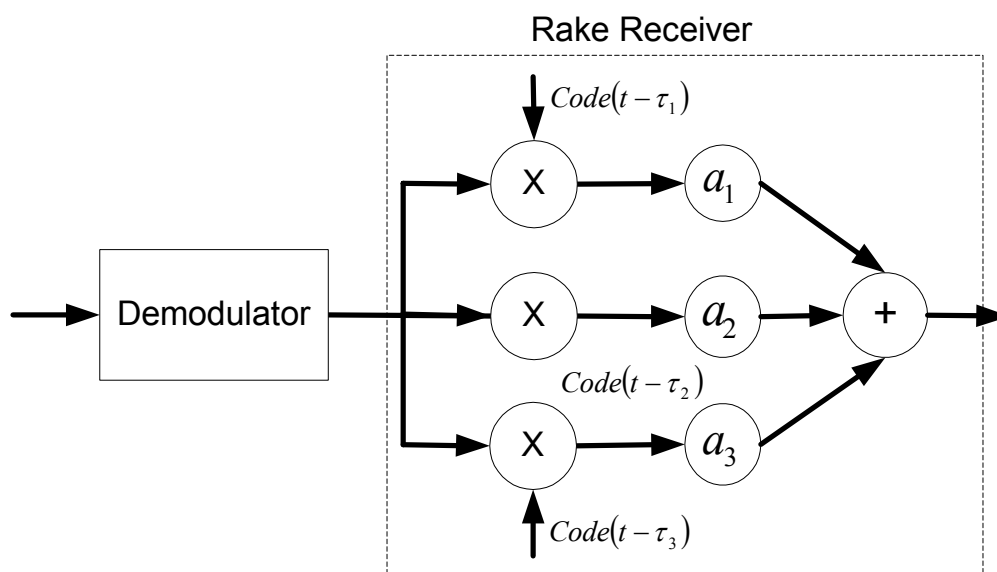 Rake Receiver
Code(t − τ₁)
X
a₁
Demodulator
X
a₂
+
Code(t − τ₂)
X
a₃
Code(t − τ₃)